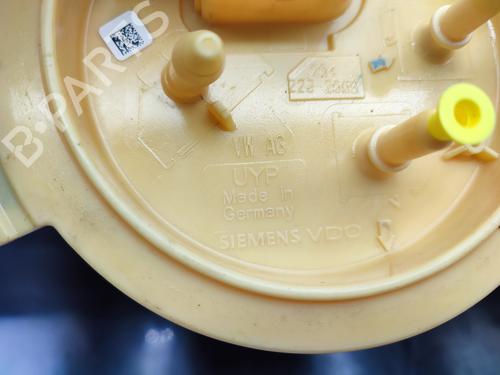 B-PARTS
VW AG
UYP
Made in
Germany
SIEMENS VDO